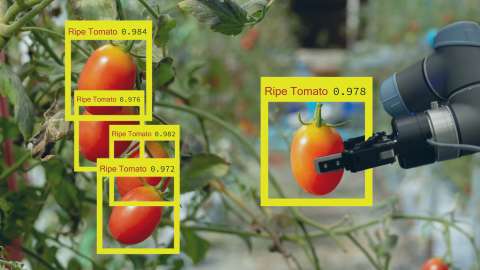 Ripe Tomato 0.984
Ripe Tomato 0.976
Ripe Tomato 0.982
Ripe Tomato 0.972
Ripe Tomato 0.978